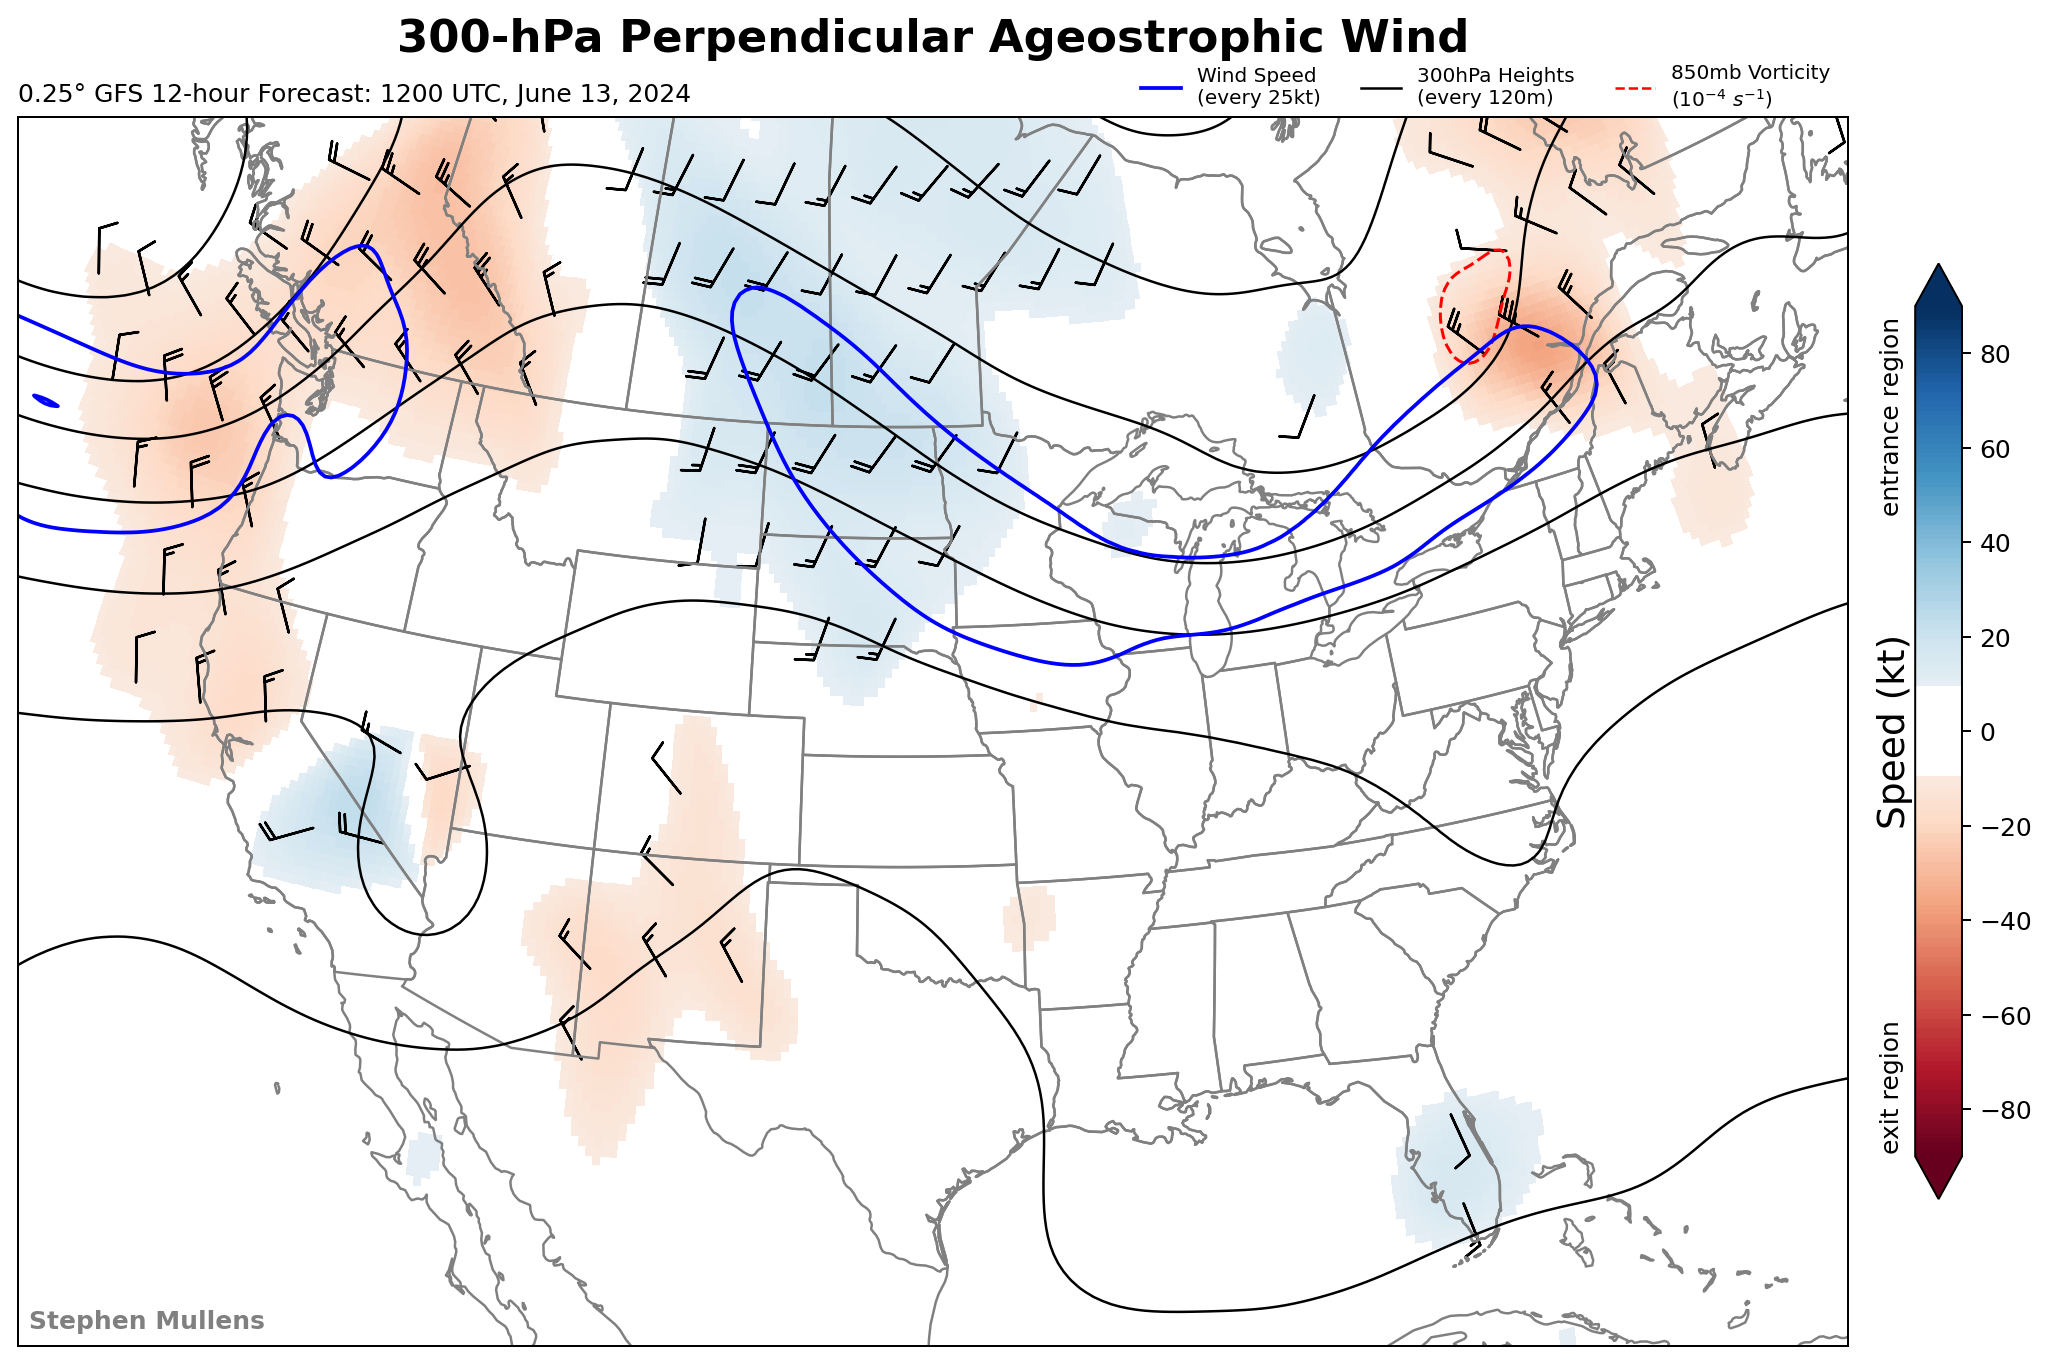 300-hPa Perpendicular Ageostrophic Wind
0.25° GFS 12-hour Forecast: 1200 UTC, June 13, 2024
Wind Speed
(every 25kt)
300hPa Heights
(every 120m)
850mb Vorticity
(10⁻⁴ s⁻¹)
entrance region
Speed (kt)
exit region
80
60
40
20
0
−20
−40
−60
−80
Stephen Mullens